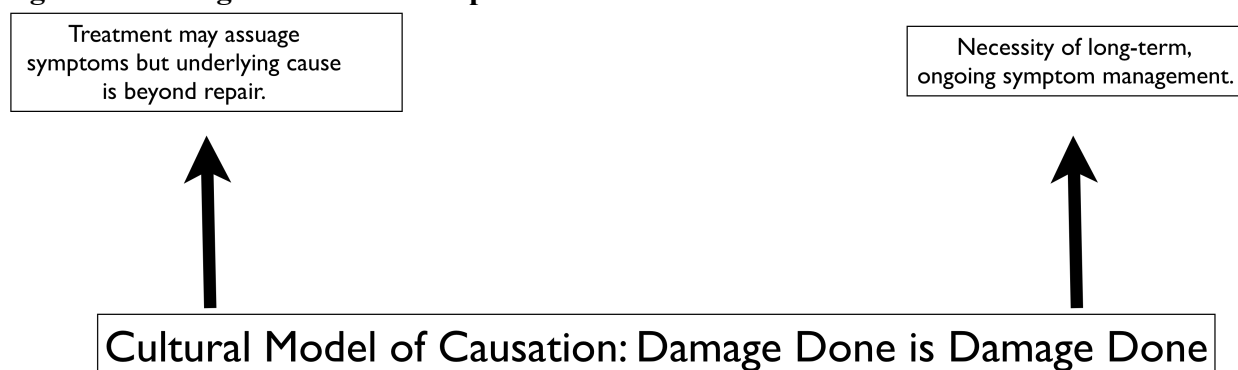 Treatment may assuage
symptoms but underlying cause
is beyond repair.
Necessity of long-term,
ongoing symptom management.
Cultural Model of Causation: Damage Done is Damage Done